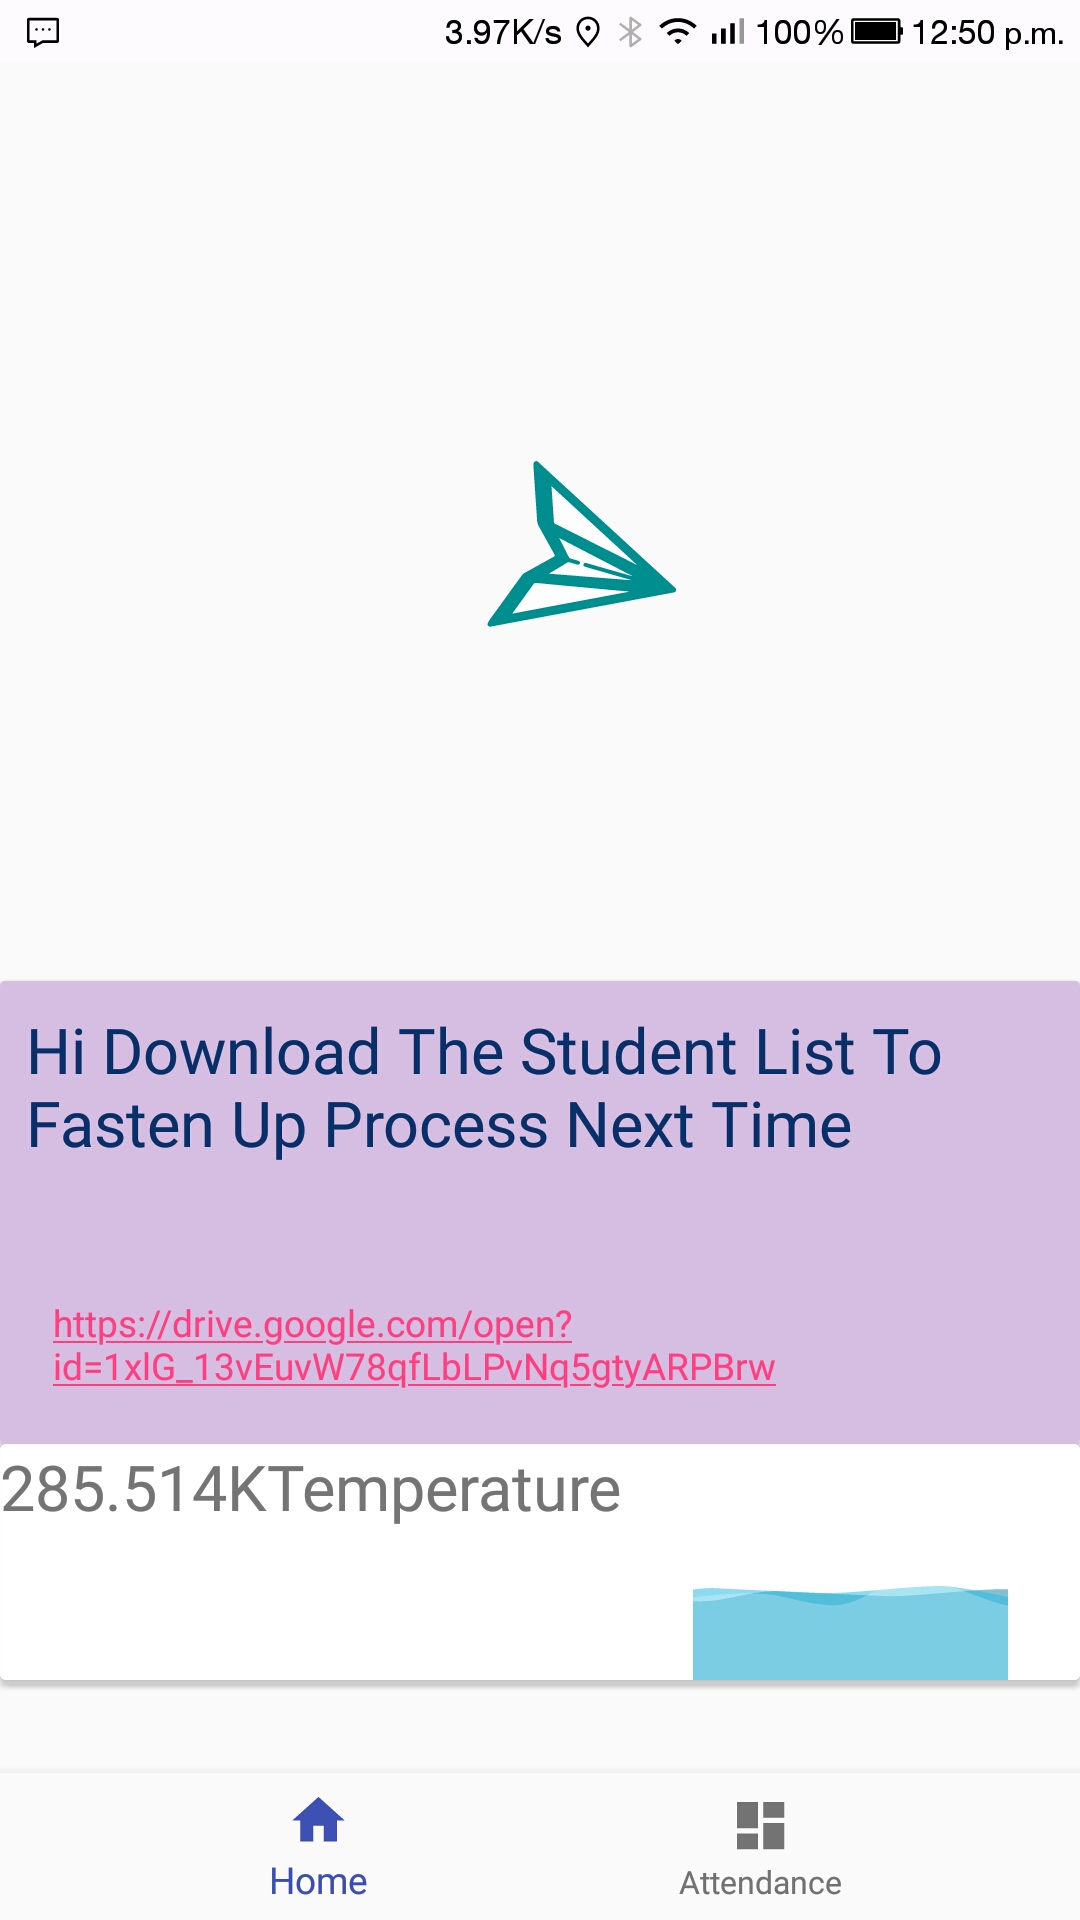 3.97K/s 100% 12:50 p.m.
Hi Download The Student List To
Fasten Up Process Next Time
https://drive.google.com/open?
id=1xlG_13vEuvW78qfLbLPvNq5gtyARPBrw
285.514KTemperature
Home Attendance